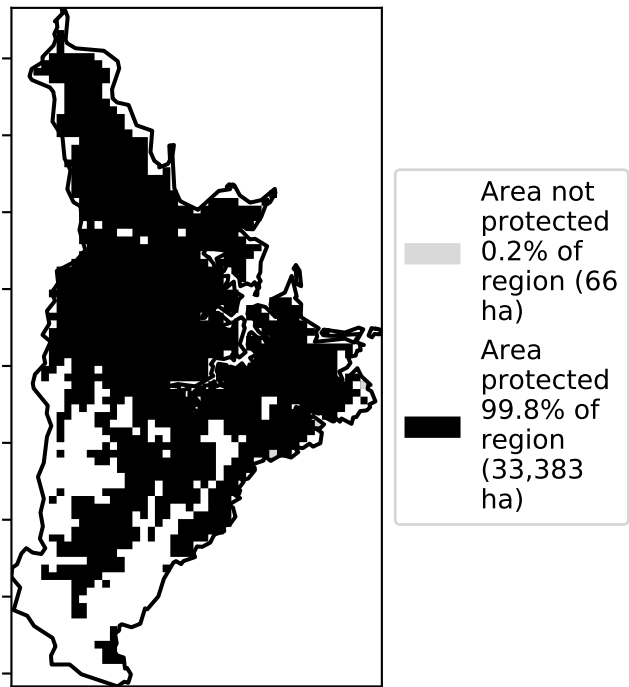 Area not
protected
0.2% of
region (66
ha)
Area
protected
99.8% of
region
(33,383
ha)